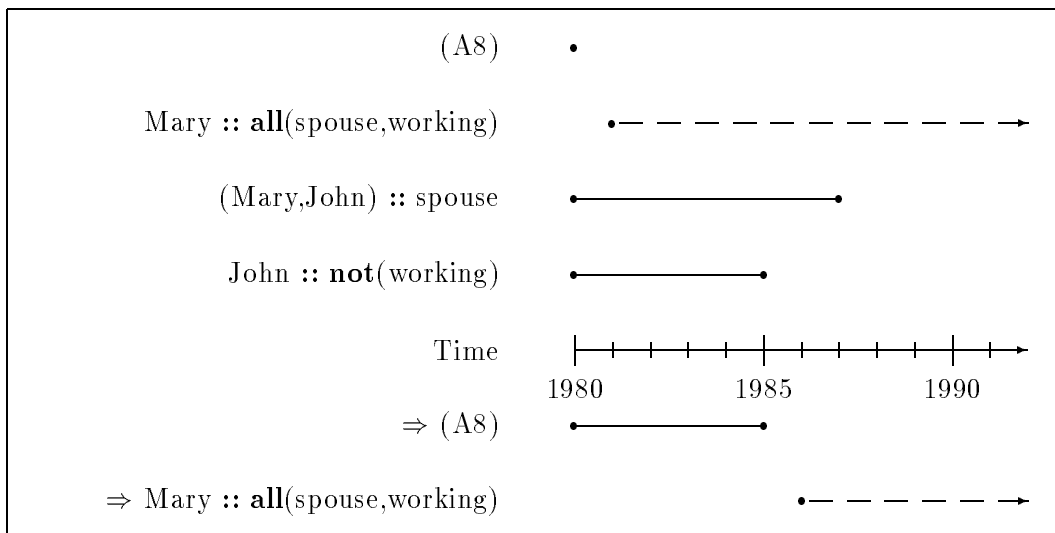 (A8)
Mary :: all(spouse,working)
(Mary,John) :: spouse
John :: not(working)
Time
1980 1985 1990
⇒ (A8)
⇒ Mary :: all(spouse,working)